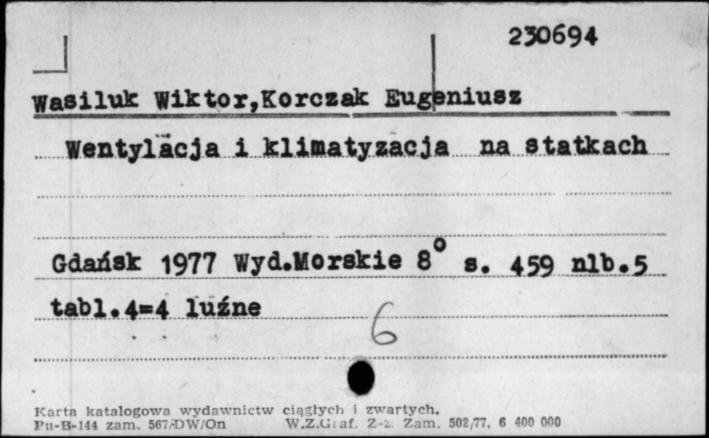 230694
Wasiluk Wiktor,Korczak Eugeniusz
Wentylacja i klimatyzacja na statkach
Gdańsk 1977 Wyd.Morskie 8° s. 459 nlb.5
tabl.4=4 luźne
6
Karta katalogowa wydawnictw ciągłych i zwartych.
Pu-B-144 zam. 567/DW/On W.Z.Graf. Z-z. Zam. 502/77. 6 400 000